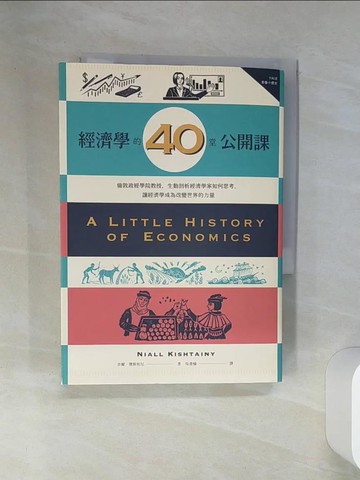 經濟學的40堂公開課
倫敦政經學院教授，生動剖析經濟學家如何思考，
讓經濟學成為改變世界的力量
A LITTLE HISTORY
OF ECONOMICS
NIALL KISHTAINY